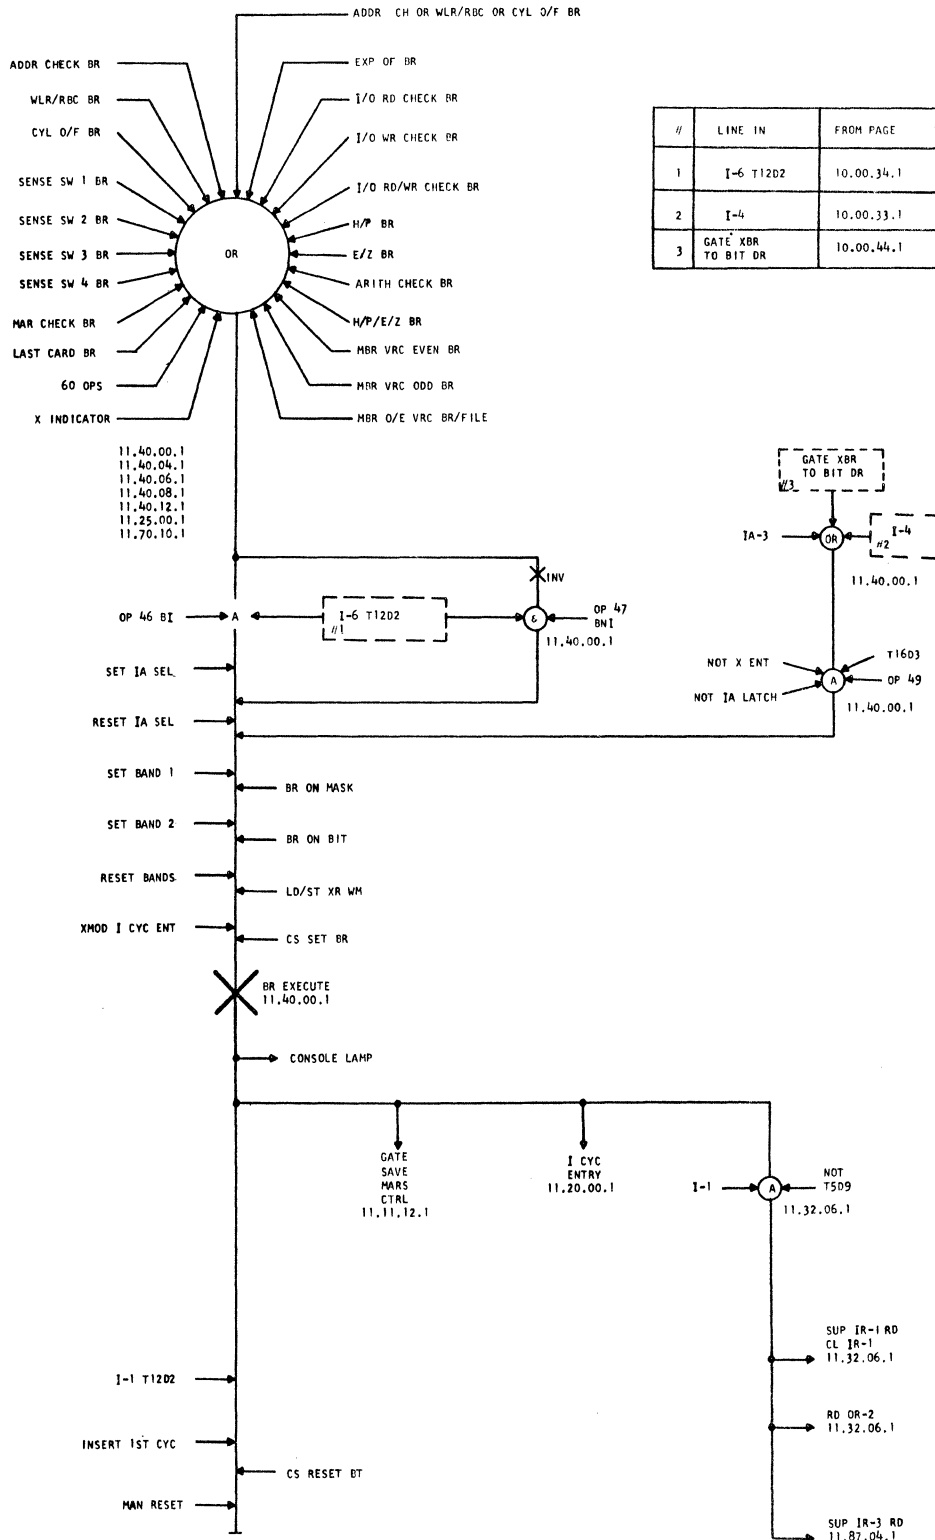 ADDR CH OR WLR/RBC OR CYL O/F BR
ADDR CHECK BR
WLR/RBC BR
CYL O/F BR
SENSE SW 1 BR
SENSE SW 2 BR
SENSE SW 3 BR
SENSE SW 4 BR
MAR CHECK BR
LAST CARD BR
60 OPS
X INDICATOR
OR
EXP OF BR
I/O RD CHECK BR
I/O WR CHECK BR
I/O RD/WR CHECK BR
H/P BR
E/Z BR
ARITH CHECK BR
H/P/E/Z BR
MBR VRC EVEN BR
MBR VRC ODD BR
MBR O/E VRC BR/FILE
# LINE IN FROM PAGE
1 I-6 T12D2 10.00.34.1
2 I-4 10.00.33.1
3 GATE XBR TO BIT DR 10.00.44.1
11.40.00.1
11.40.04.1
11.40.06.1
11.40.08.1
11.40.12.1
11.25.00.1
11.70.10.1
GATE XBR
TO BIT DR
#3
IA-3
OR
I-4
#2
11.40.00.1
INV
OP 46 BI
A
I-6 T12D2
#1
&
OP 47
BNI
11.40.00.1
SET IA SEL
RESET IA SEL
NOT X ENT
NOT IA LATCH
A
T16D3
OP 49
11.40.00.1
SET BAND 1
BR ON MASK
SET BAND 2
BR ON BIT
RESET BANDS
LD/ST XR WM
XMOD I CYC ENT
CS SET BR
BR EXECUTE
11.40.00.1
CONSOLE LAMP
GATE
SAVE
MARS
CTRL
11.11.12.1
I CYC
ENTRY
11.20.00.1
I-1
A
NOT
T5D9
11.32.06.1
SUP IR-1 RD
CL IR-1
11.32.06.1
I-1 T12D2
RD OR-2
11.32.06.1
INSERT 1ST CYC
CS RESET BT
MAN RESET
SUP IR-3 RD
11.87.04.1